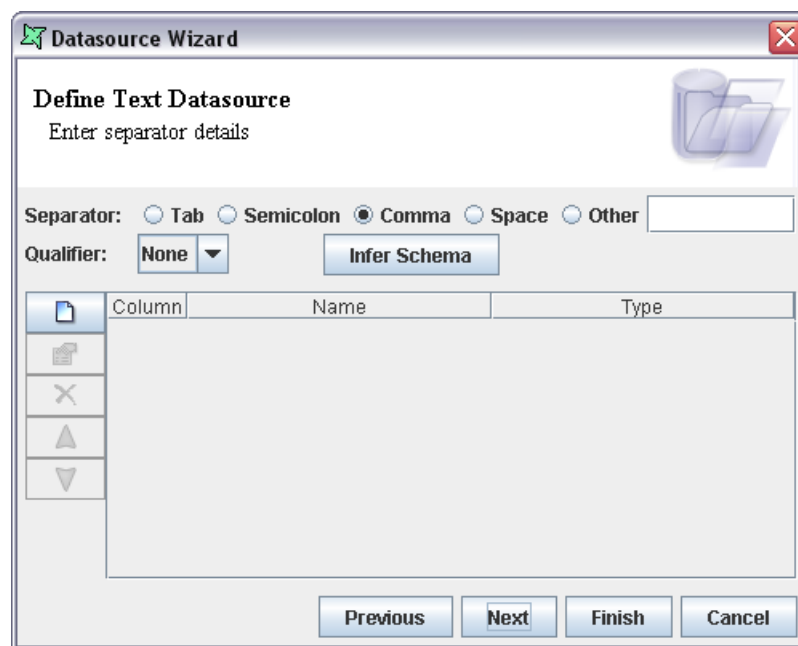 Datasource Wizard
Define Text Datasource
Enter separator details
Separator: Tab Semicolon Comma Space Other
Qualifier: None Infer Schema
Column Name Type
Previous Next Finish Cancel